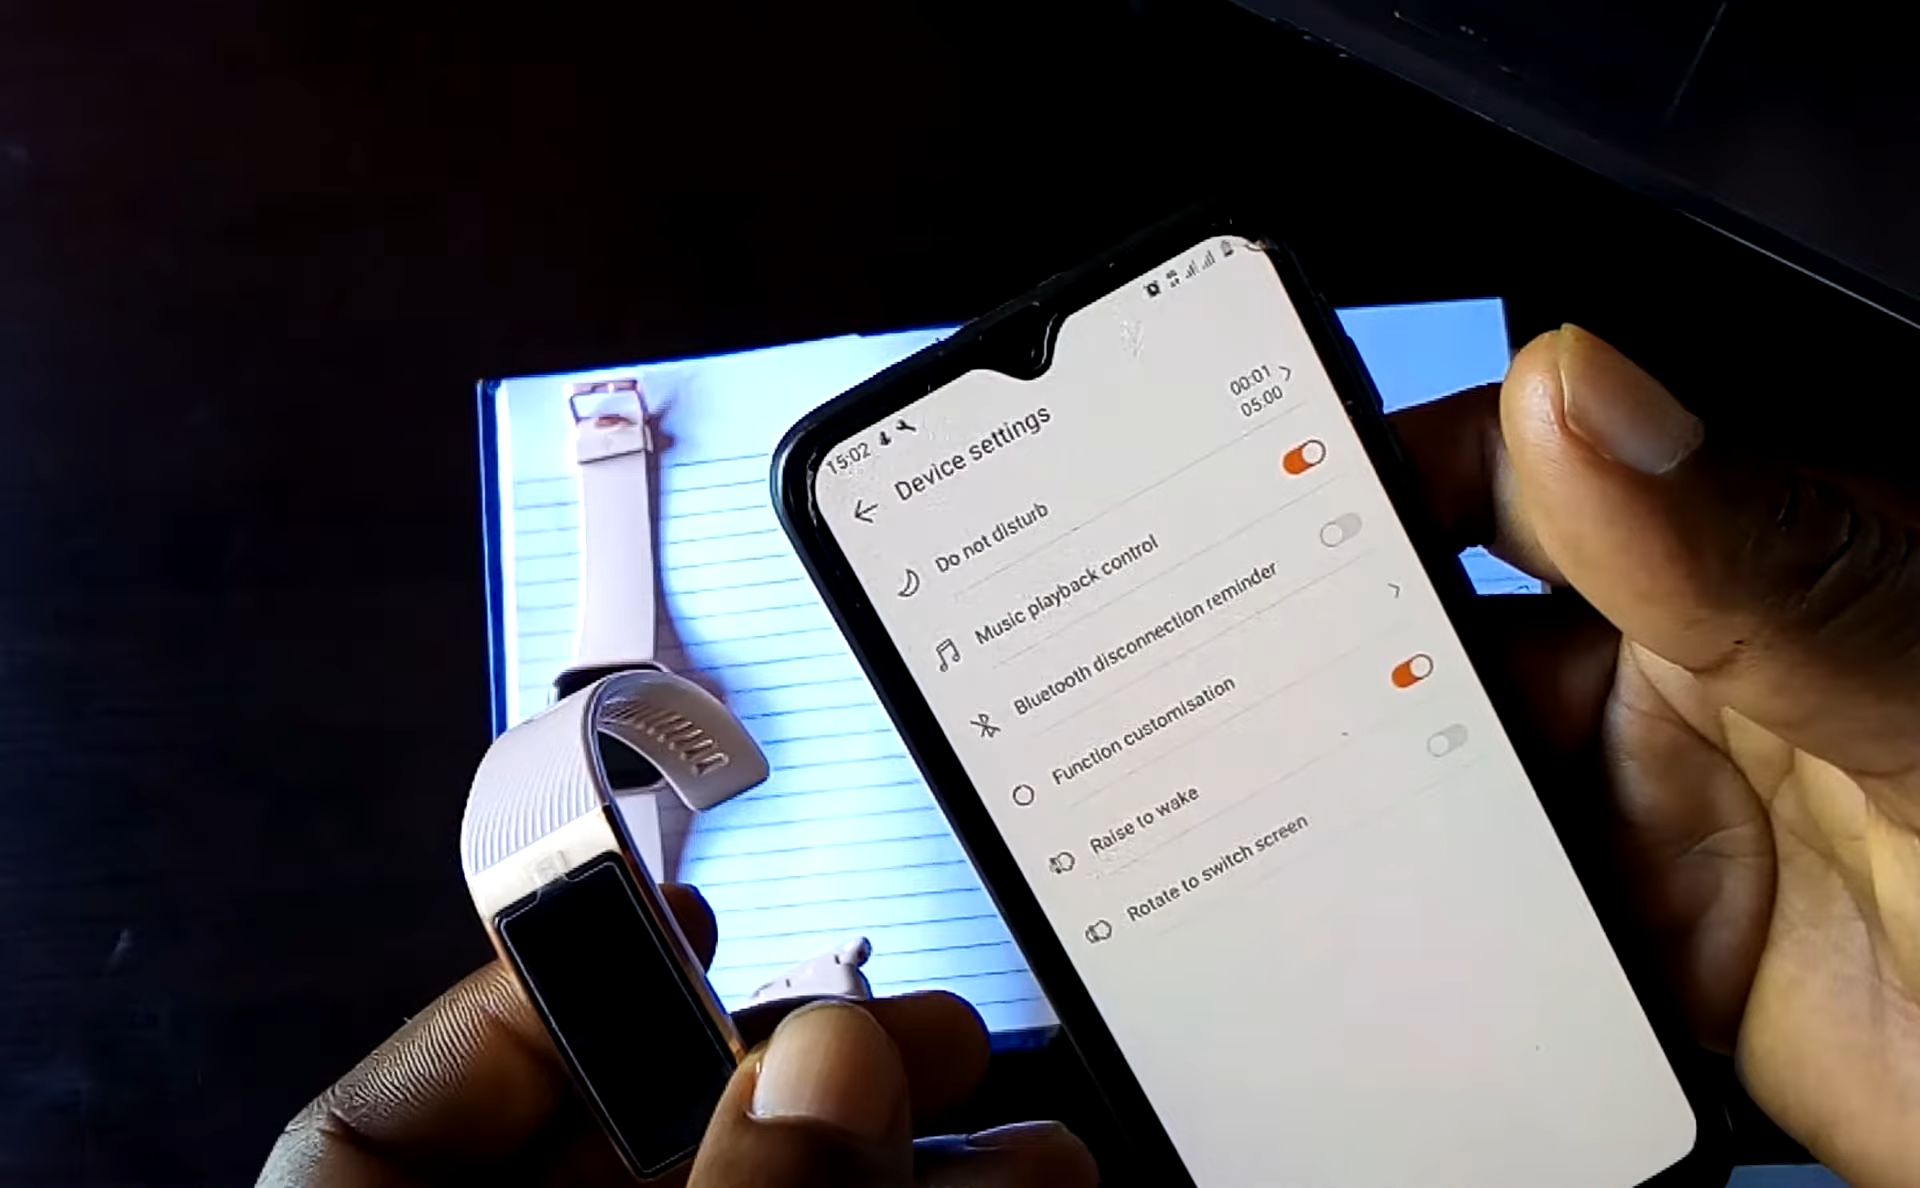 15:02
Device settings
Do not disturb
00:01
05:00
Music playback control
Bluetooth disconnection reminder
Function customisation
Raise to wake
Rotate to switch screen